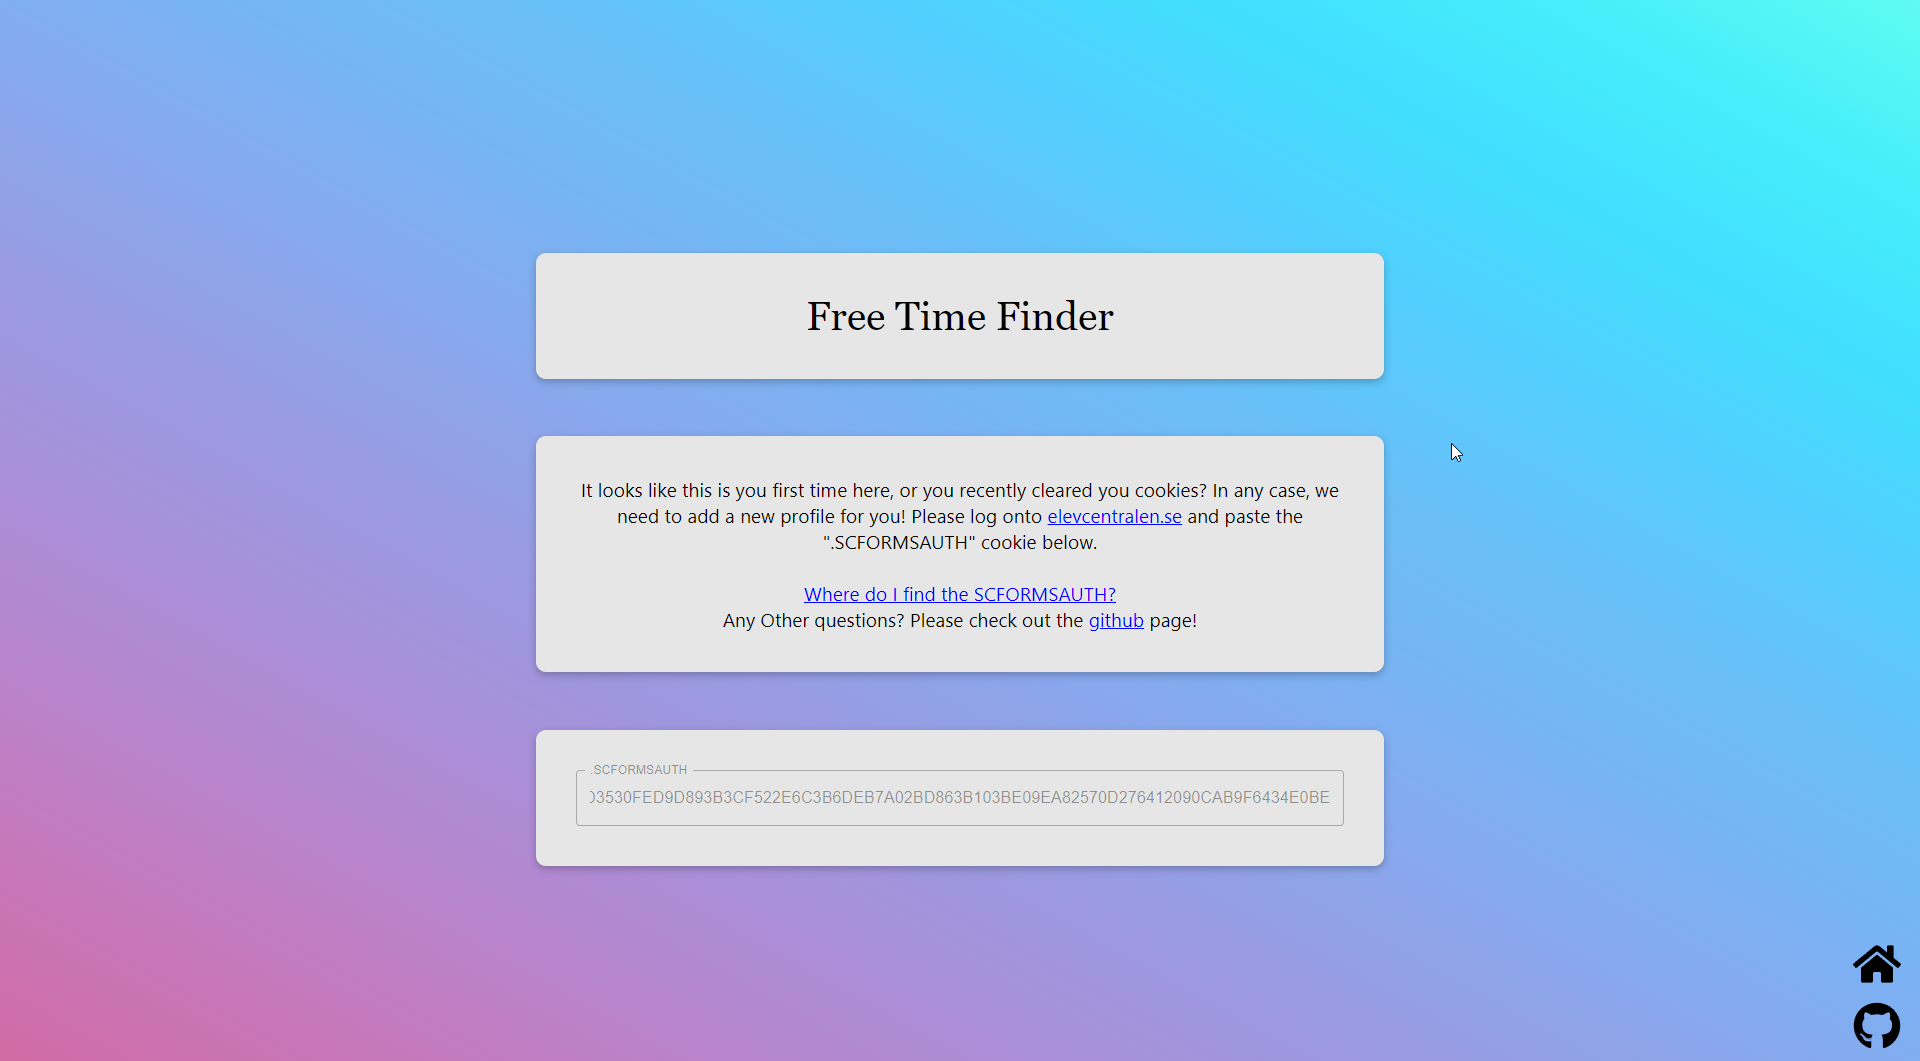 Free Time Finder
It looks like this is you first time here, or you recently cleared you cookies? In any case, we
need to add a new profile for you! Please log onto elevcentralen.se and paste the
".SCFORMSAUTH" cookie below.
Where do I find the SCFORMSAUTH?
Any Other questions? Please check out the github page!
.SCFORMSAUTH
3530FED9D893B3CF522E6C3B6DEB7A02BD863B103BE09EA82570D276412090CAB9F6434E0BE